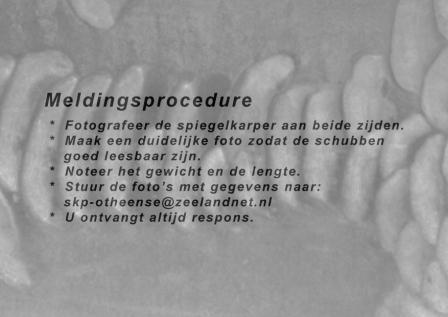 Meldingsprocedure
* Fotografeer de spiegelkarper aan beide zijden.
* Maak een duidelijke foto zodat de schubben
goed leesbaar zijn.
* Noteer het gewicht en de lengte.
* Stuur de foto's met gegevens naar:
skp-otheense@zeelandnet.nl
* U ontvangt altijd respons.